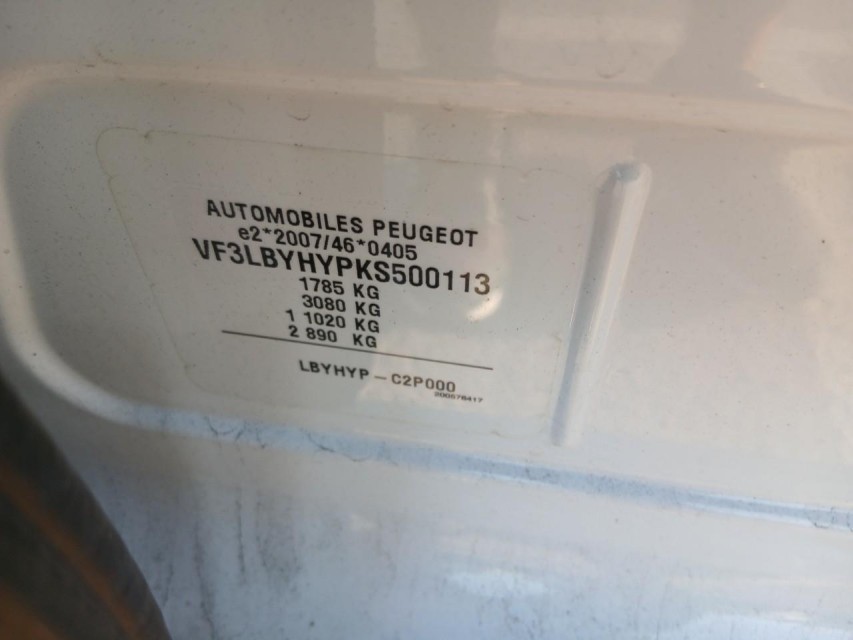 AUTOMOBILES PEUGEOT
e2*2007/46*0405
VF3LBYHYPKS500113
1785 KG
3080 KG
1 1020 KG
2 890 KG
LBYHYP - C2P000